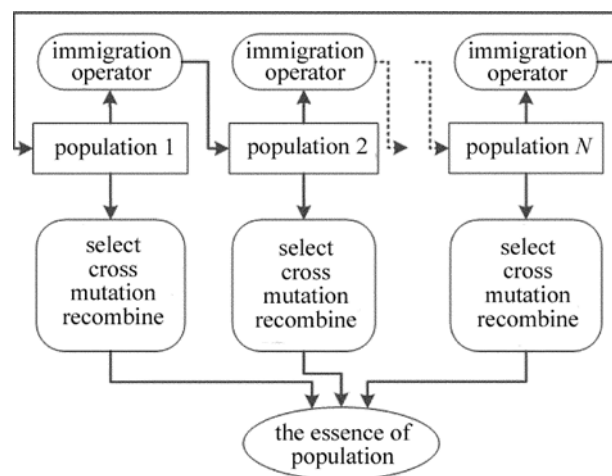 immigration
operator
immigration
operator
immigration
operator
population 1
population 2
population N
select
cross
mutation
recombine
select
cross
mutation
recombine
select
cross
mutation
recombine
the essence of
population